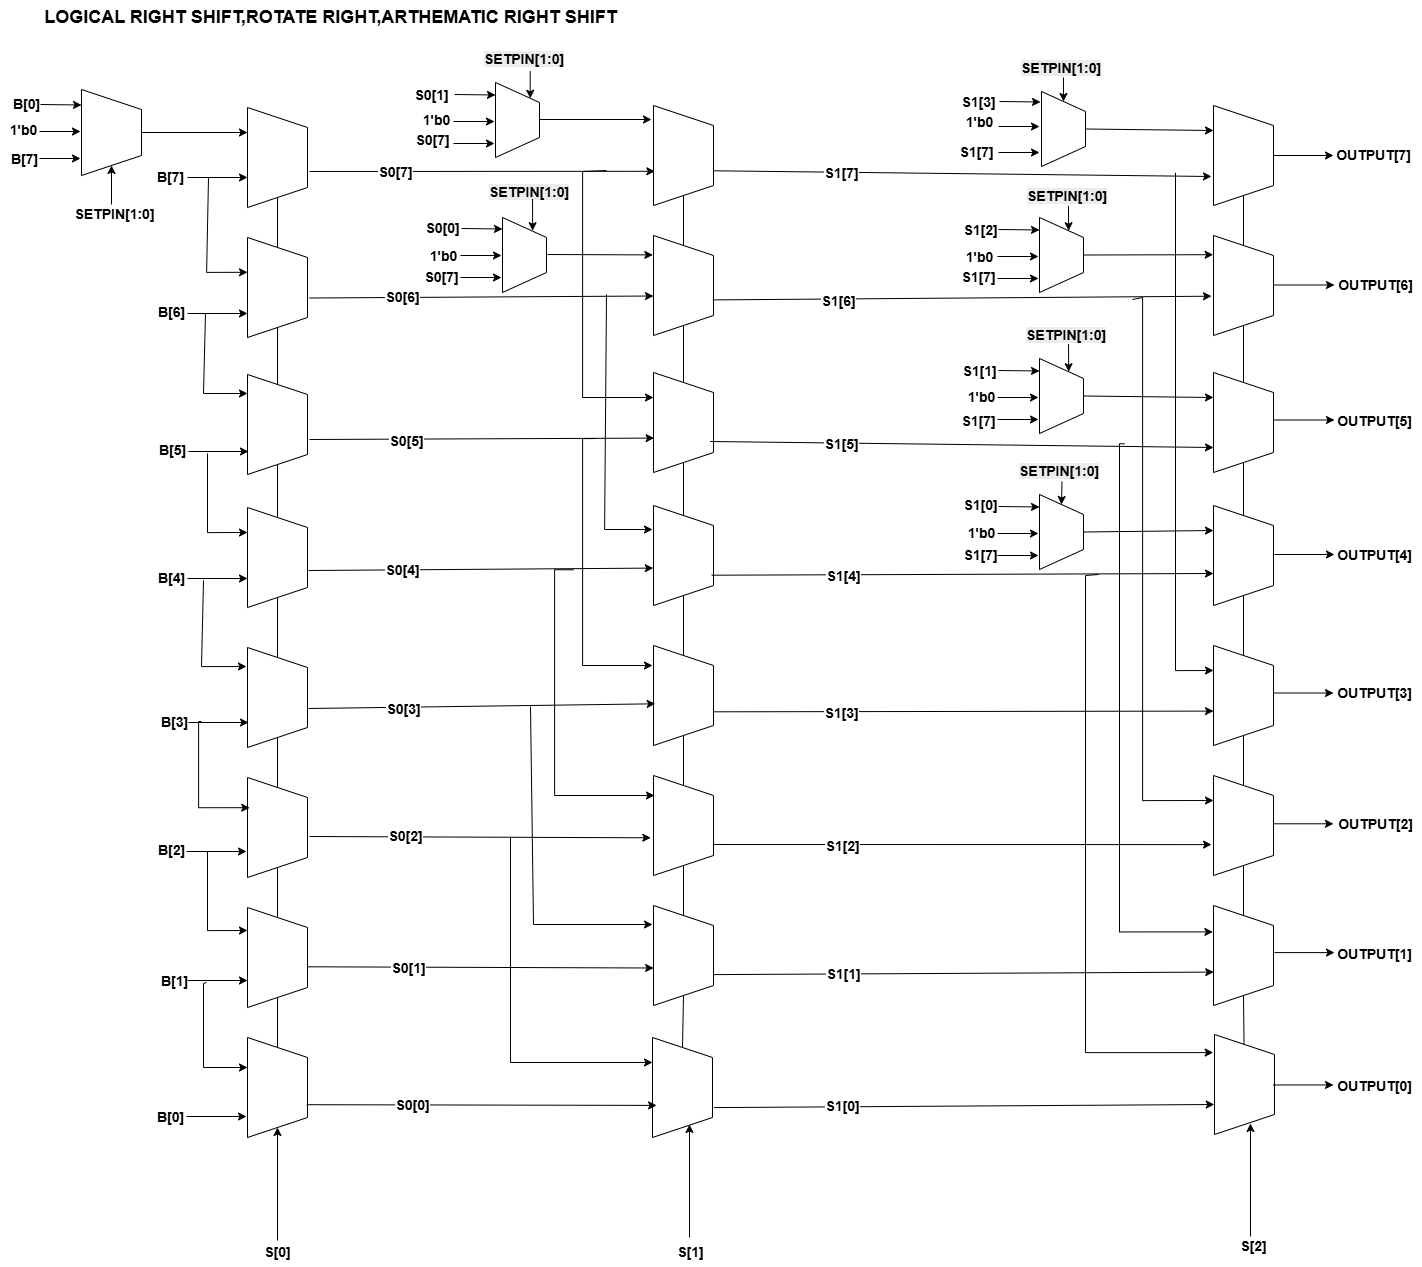 LOGICAL RIGHT SHIFT,ROTATE RIGHT,ARTHEMATIC RIGHT SHIFT
SETPIN[1:0]
SETPIN[1:0]
B[0]
S0[1]
S1[3]
1'b0
1'b0
1'b0
B[7]
S0[7]
S1[7]
OUTPUT[7]
B[7]
S0[7]
S1[7]
SETPIN[1:0]
SETPIN[1:0]
SETPIN[1:0]
S0[0]
S1[2]
1'b0
1'b0
S0[7]
S1[7]
OUTPUT[6]
B[6]
S0[6]
S1[6]
SETPIN[1:0]
S1[1]
1'b0
S1[7]
OUTPUT[5]
B[5]
S0[5]
S1[5]
SETPIN[1:0]
S1[0]
1'b0
S1[7]
OUTPUT[4]
B[4]
S0[4]
S1[4]
OUTPUT[3]
B[3]
S0[3]
S1[3]
OUTPUT[2]
B[2]
S0[2]
S1[2]
OUTPUT[1]
B[1]
S0[1]
S1[1]
OUTPUT[0]
B[0]
S0[0]
S1[0]
S[0]
S[1]
S[2]